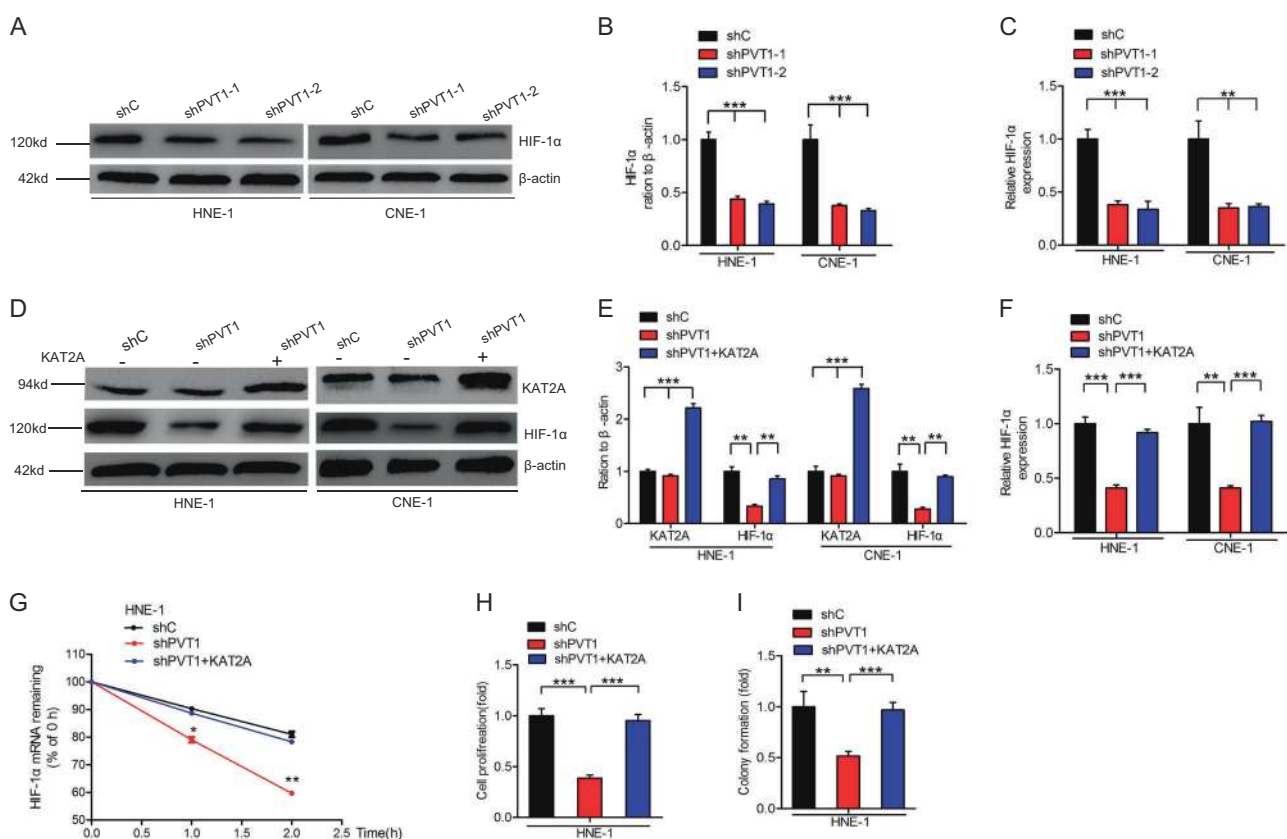 A
shC
shPVT1-1
shPVT1-2
shC
shPVT1-1
shPVT1-2
120kd
HIF-1α
42kd
β-actin
HNE-1
CNE-1
B
shC
shPVT1-1
shPVT1-2
HIF-1α
ration to β -actin
1.0
0.5
0.0
***
***
HNE-1
CNE-1
C
shC
shPVT1-1
shPVT1-2
Relative HIF-1α
expression
1.0
0.5
0.0
***
**
HNE-1
CNE-1
D
shC
shPVT1
shPVT1
shC
shPVT1
shPVT1
KAT2A
- - + - - +
94kd
KAT2A
120kd
HIF-1α
42kd
β-actin
HNE-1
CNE-1
E
shC
shPVT1
shPVT1+KAT2A
Ration to β -actin
3
2
1
0
***
** **
***
** **
KAT2A
HIF-1α
KAT2A
HIF-1α
HNE-1
CNE-1
F
shC
shPVT1
shPVT1+KAT2A
Relative HIF-1α
expression
1.5
1.0
0.5
0.0
*** ***
** ***
HNE-1
CNE-1
G
HNE-1
shC
shPVT1
shPVT1+KAT2A
HIF-1α mRNA remaining
(% of 0 h)
110
100
90
80
70
60
50
*
**
0.0 0.5 1.0 1.5 2.0 2.5
Time(h)
H
shC
shPVT1
shPVT1+KAT2A
Cell prolifreation(fold)
1.5
1.0
0.5
0.0
*** ***
HNE-1
I
shC
shPVT1
shPVT1+KAT2A
Colony formation (fold)
1.5
1.0
0.5
0.0
** ***
HNE-1